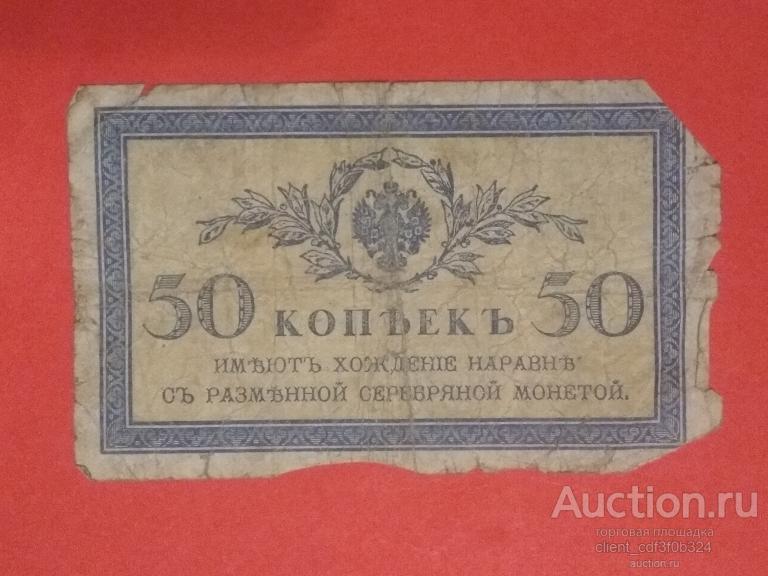 50 КОПѢЕКЪ 50
ИМѢЮТЪ ХОЖДЕНІЕ НАРАВНѢ
СЪ РАЗМѢННОЙ СЕРЕБРЯНОЙ МОНЕТОЙ.
Auction.ru
торговая площадка
client_cdf3f0b324
auction.ru